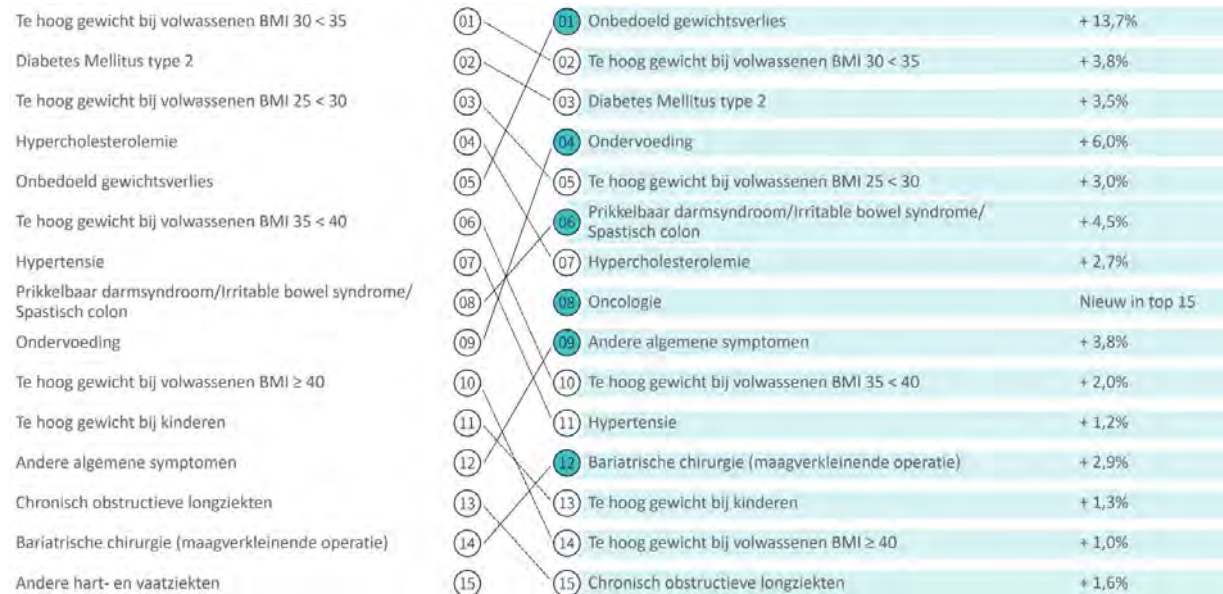 Te hoog gewicht bij volwassenen BMI 30 < 35 01 01 Onbedoeld gewichtsverlies + 13,7%
Diabetes Mellitus type 2 02 02 Te hoog gewicht bij volwassenen BMI 30 < 35 + 3,8%
Te hoog gewicht bij volwassenen BMI 25 < 30 03 03 Diabetes Mellitus type 2 + 3,5%
Hypercholesterolemie 04 04 Ondervoeding + 6,0%
Onbedoeld gewichtsverlies 05 05 Te hoog gewicht bij volwassenen BMI 25 < 30 + 3,0%
Te hoog gewicht bij volwassenen BMI 35 < 40 06 06 Prikkelbaar darmsyndroom/Irritable bowel syndrome/
Spastisch colon + 4,5%
Hypertensie 07 07 Hypercholesterolemie + 2,7%
Prikkelbaar darmsyndroom/Irritable bowel syndrome/
Spastisch colon 08 08 Oncologie Nieuw in top 15
Ondervoeding 09 09 Andere algemene symptomen + 3,8%
Te hoog gewicht bij volwassenen BMI ≥ 40 10 10 Te hoog gewicht bij volwassenen BMI 35 < 40 + 2,0%
Te hoog gewicht bij kinderen 11 11 Hypertensie + 1,2%
Andere algemene symptomen 12 12 Bariatrische chirurgie (maagverkleinende operatie) + 2,9%
Chronisch obstructieve longziekten 13 13 Te hoog gewicht bij kinderen + 1,3%
Bariatrische chirurgie (maagverkleinende operatie) 14 14 Te hoog gewicht bij volwassenen BMI ≥ 40 + 1,0%
Andere hart- en vaatziekten 15 15 Chronisch obstructieve longziekten + 1,6%